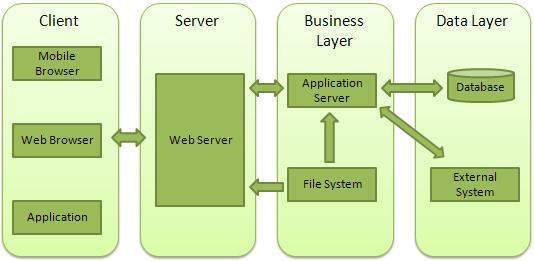 Client
Mobile
Browser
Web Browser
Application
Server
Web Server
Business
Layer
Application
Server
File System
Data Layer
Database
External
System